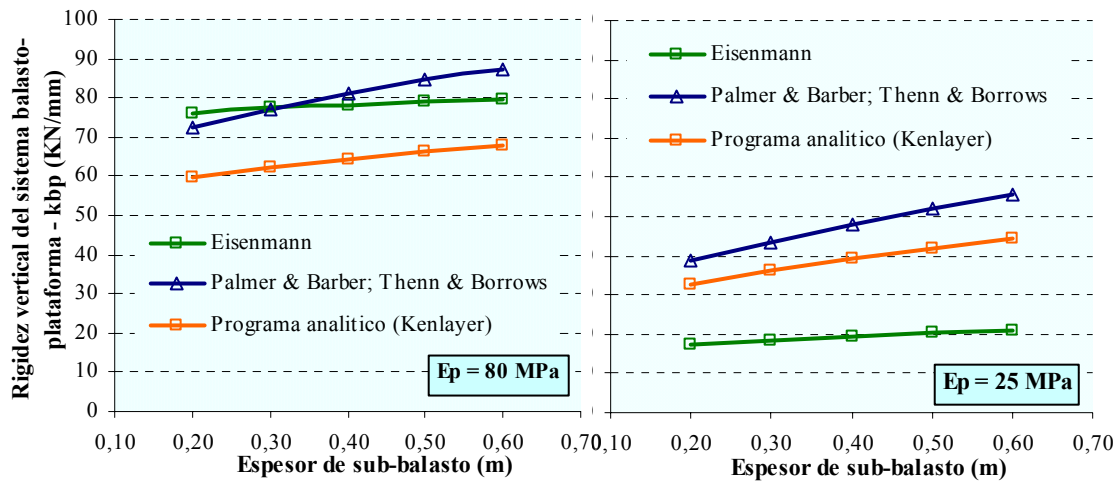 Rigidez vertical del sistema balasto-
plataforma - kbp (KN/mm)
100
90
80
70
60
50
40
30
20
10
0
Eisenmann
Palmer & Barber; Thenn & Borrows
Programa analitico (Kenlayer)
Ep = 80 MPa
0,10 0,20 0,30 0,40 0,50 0,60 0,70
Espesor de sub-balasto (m)
Eisenmann
Palmer & Barber; Thenn & Borrows
Programa analitico (Kenlayer)
Ep = 25 MPa
0,10 0,20 0,30 0,40 0,50 0,60 0,70
Espesor de sub-balasto (m)